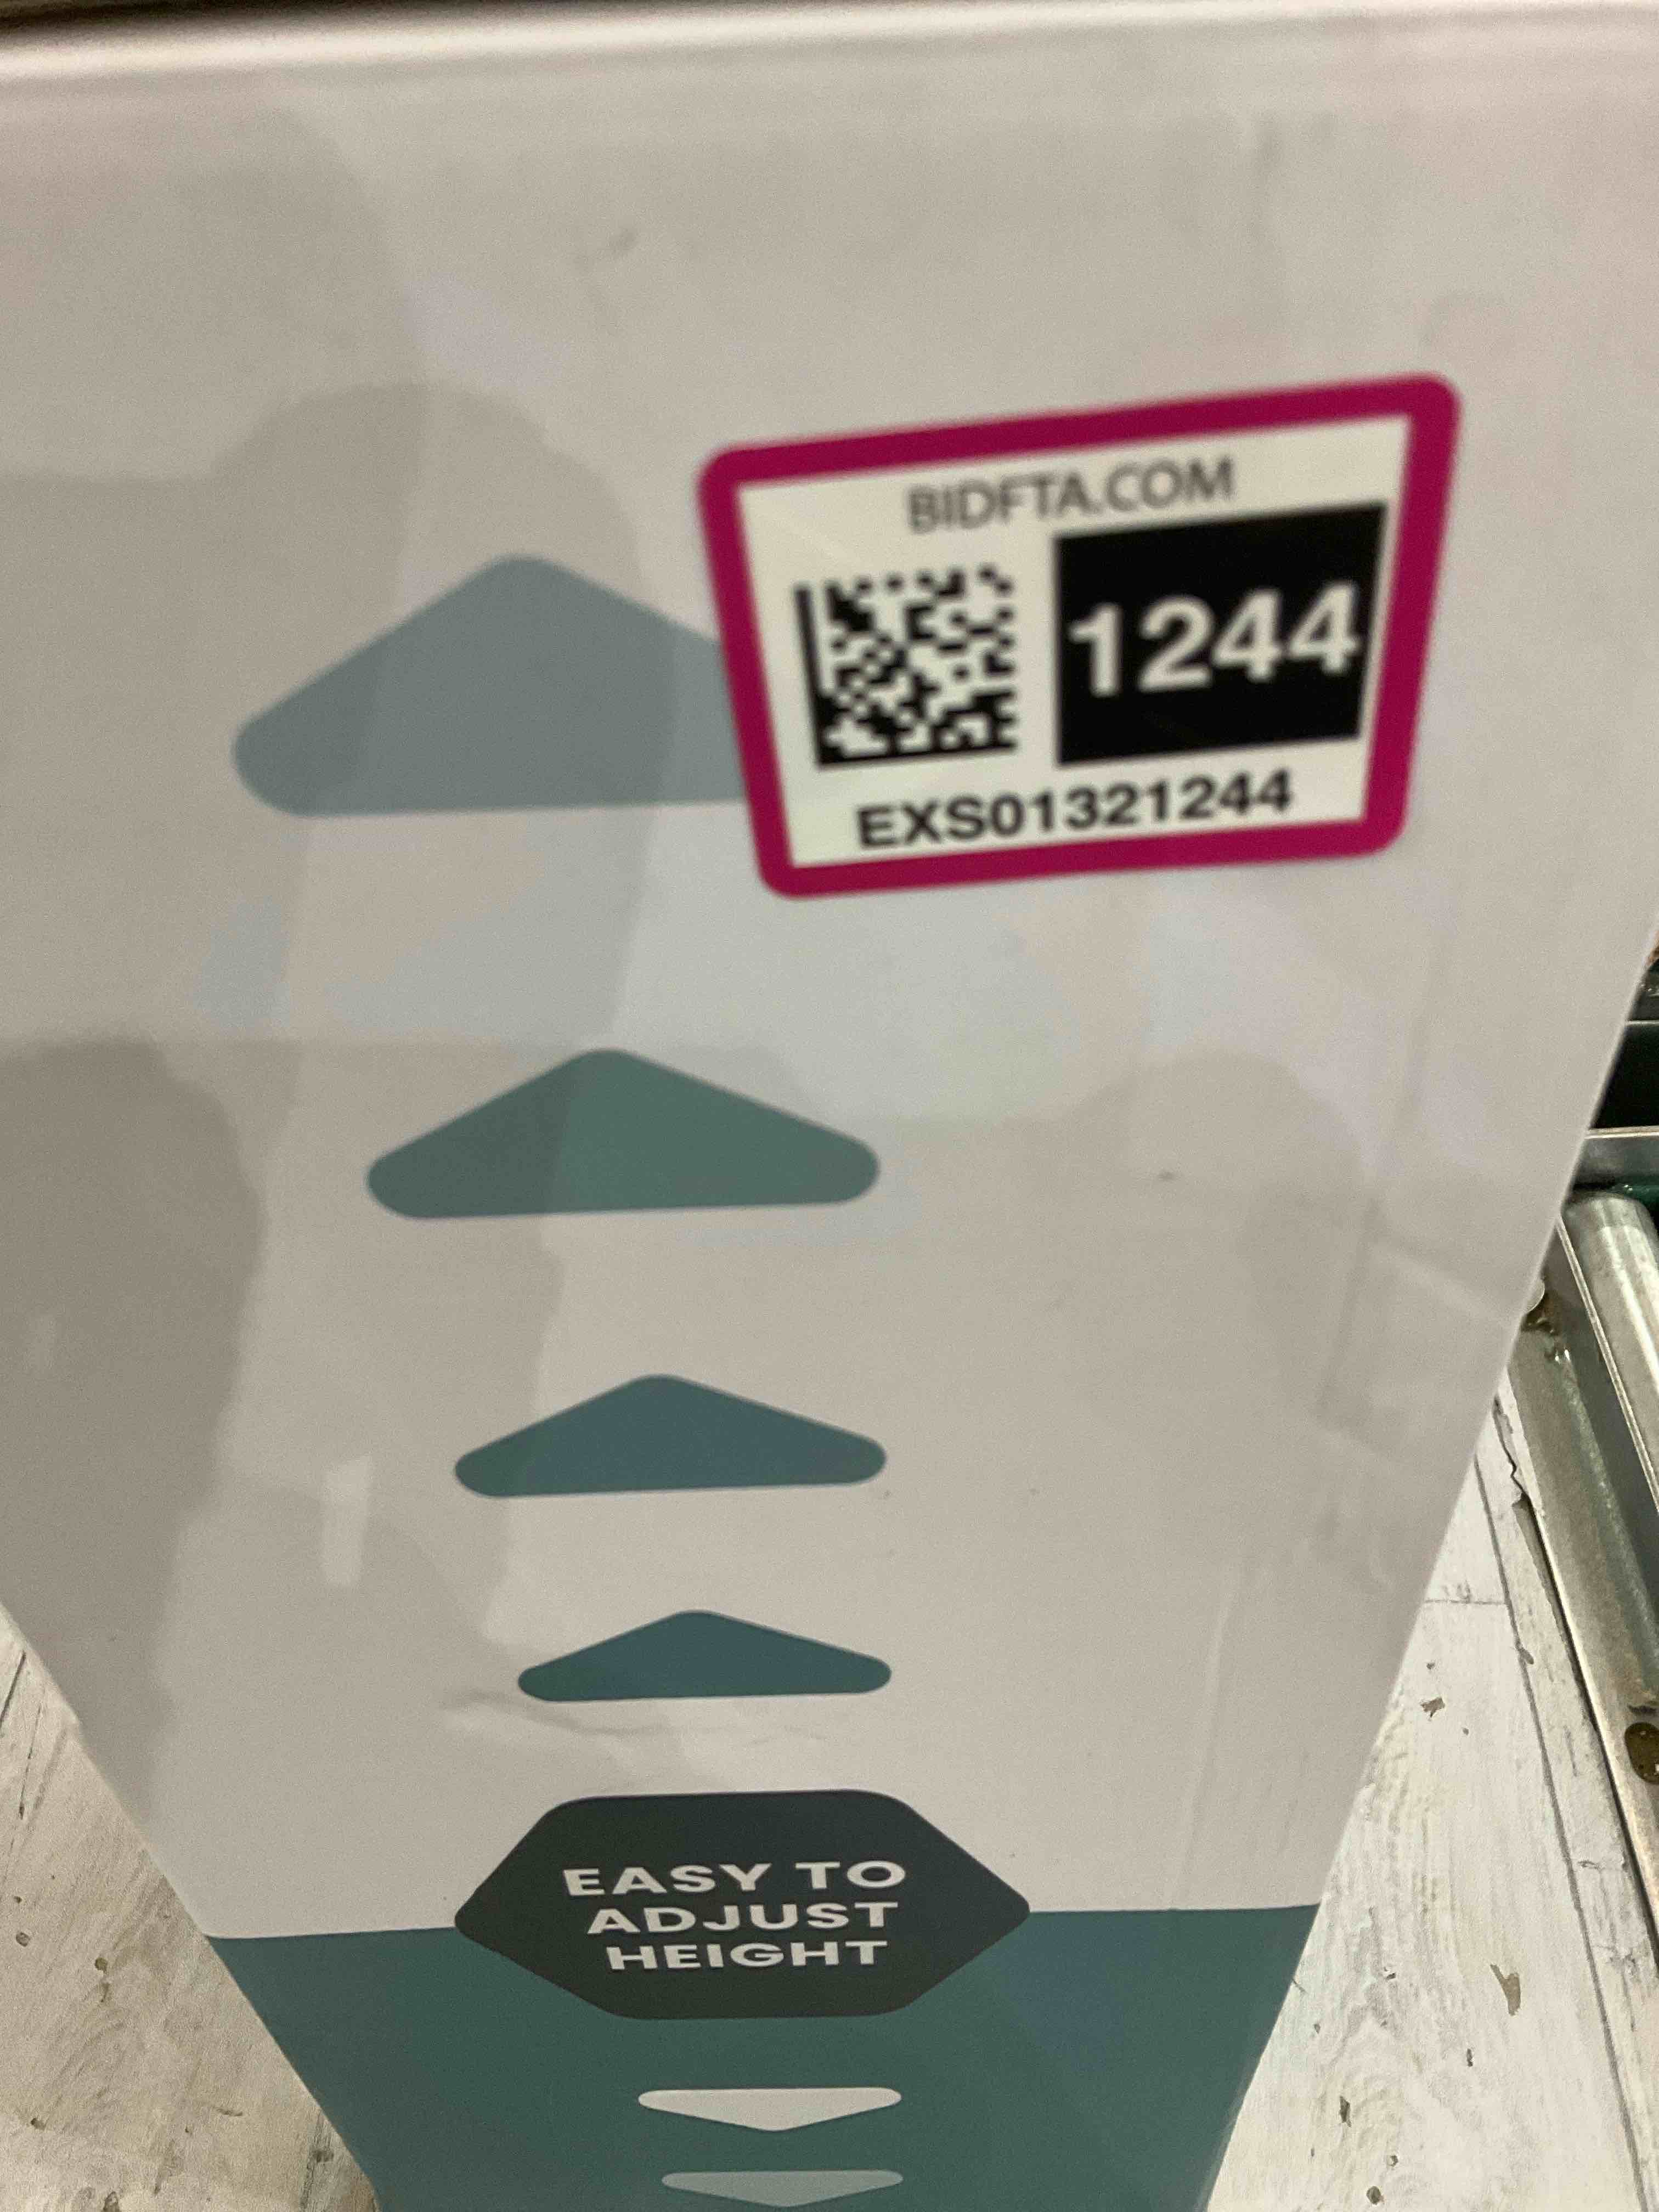 BIDFTA.COM
1244
EXS01321244
EASY TO
ADJUST
HEIGHT